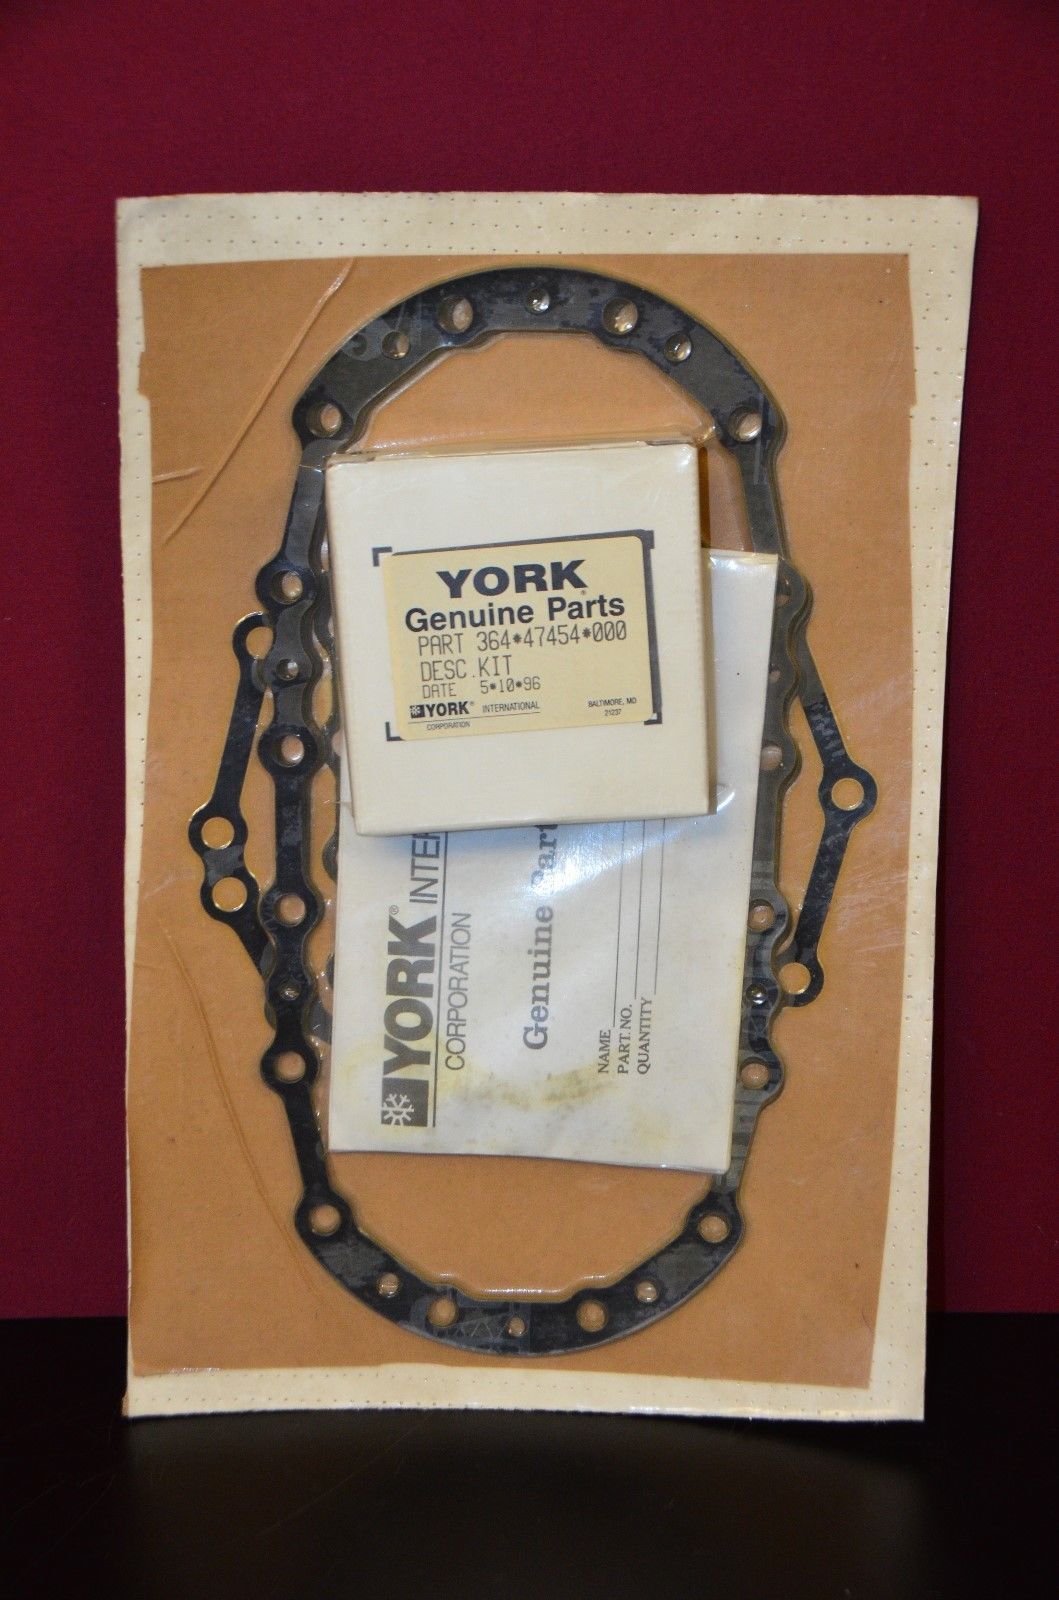 YORK®
Genuine Parts
PART 364*47454*000
DESC. KIT
DATE 5*10*96
YORK® INTERNATIONAL
CORPORATION
BALTIMORE, MD
21237
YORK® INTER
CORPORATION
Genuine Part
NAME
PART. NO.
QUANTITY